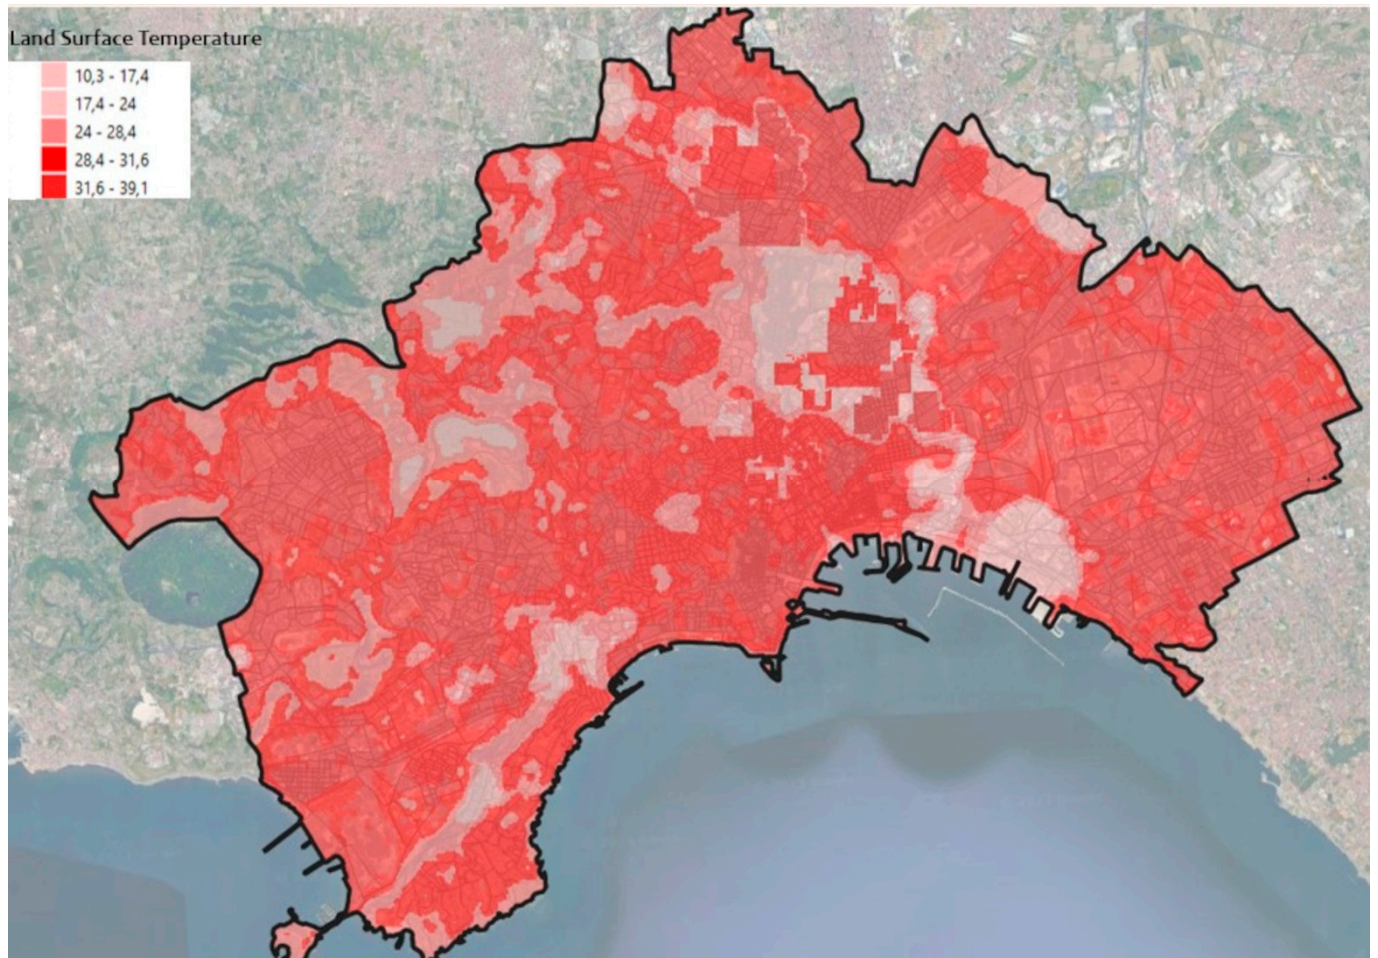 Land Surface Temperature
10,3 - 17,4
17,4 - 24
24 - 28,4
28,4 - 31,6
31,6 - 39,1